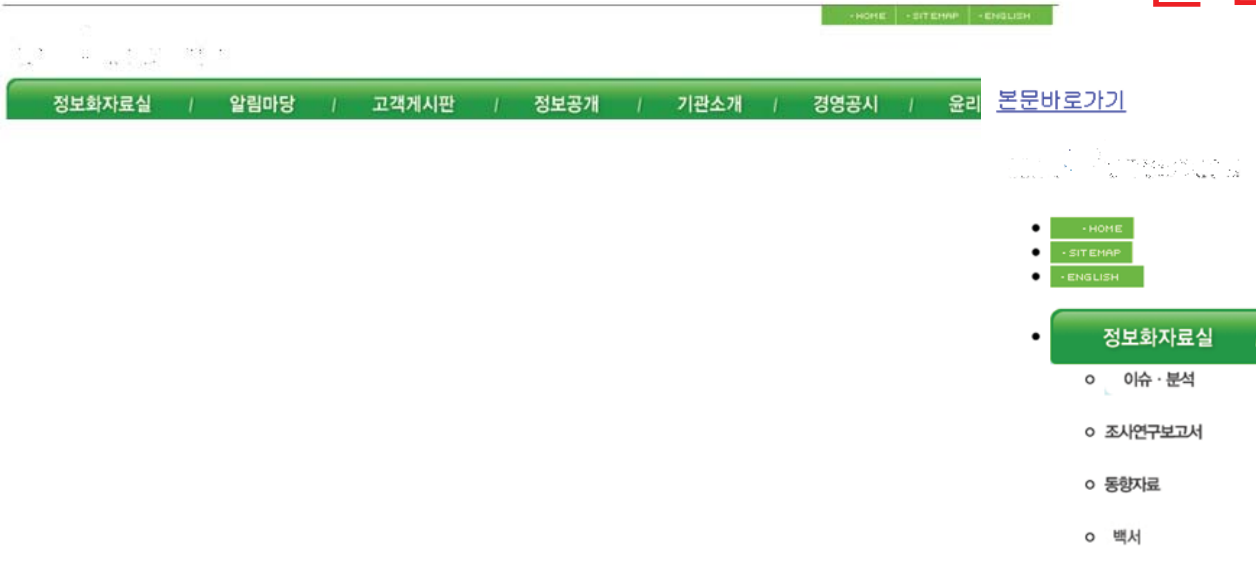 · HOME · SITEMAP · ENGLISH
정보화자료실 / 알림마당 / 고객게시판 / 정보공개 / 기관소개 / 경영공시 / 윤리
본문바로가기
· HOME
· SITEMAP
· ENGLISH
정보화자료실
이슈 · 분석
조사연구보고서
동향자료
백서